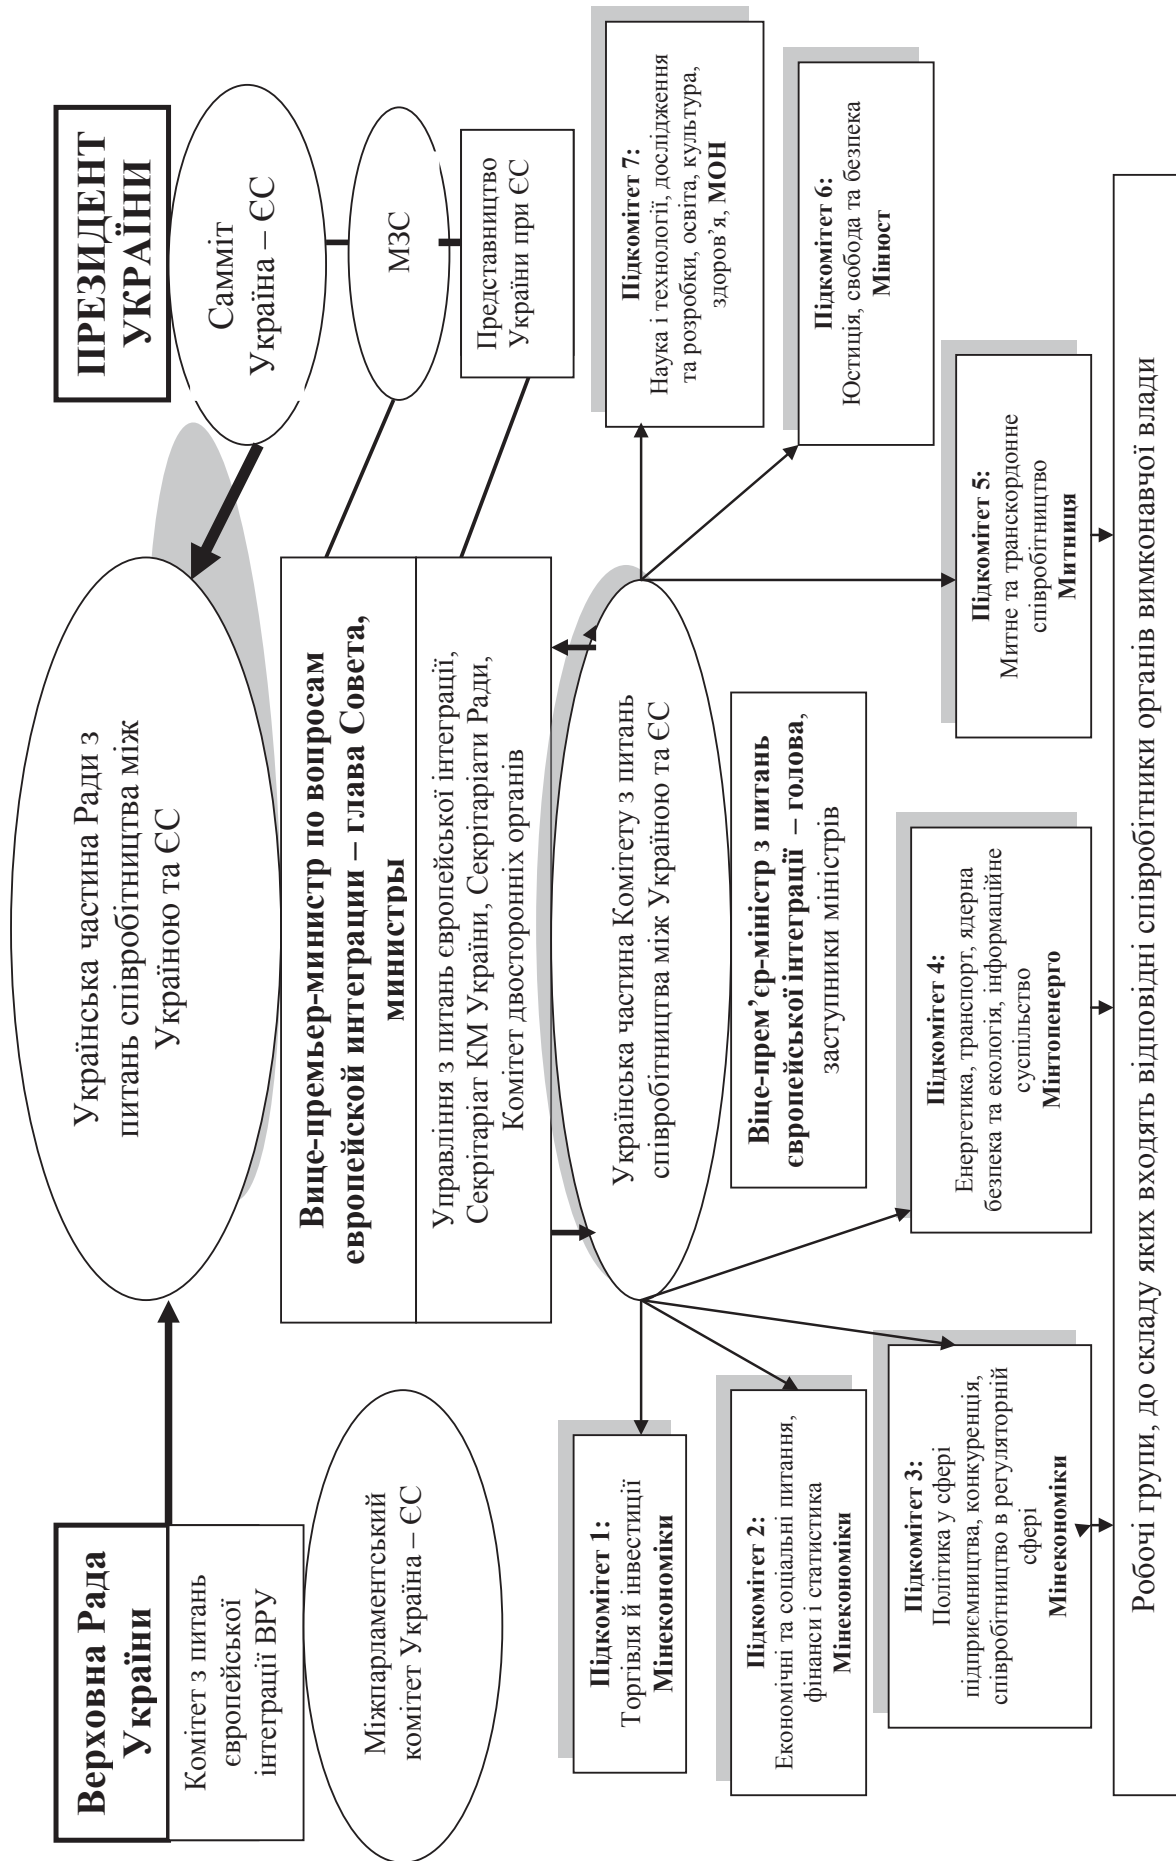 Верховна Рада
України
Комітет з питань
європейської
інтеграції ВРУ
Міжпарламентський
комітет Україна – ЄС
Українська частина Ради з
питань співробітництва між
Україною та ЄС
ПРЕЗИДЕНТ
УКРАЇНИ
Самміт
Україна – ЄС
МЗС
Представництво
України при ЄС
Вице-премьер-министр по вопросам
европейской интеграции – глава Совета,
министры
Управління з питань європейської інтеграції,
Секрітаріат КМ України, Секрітаріати Ради,
Комітет двосторонніх органів
Українська частина Комітету з питань
співробітництва між Україною та ЄС
Віце-прем’єр-міністр з питань
європейської інтеграції – голова,
заступники міністрів
Підкомітет 1:
Торгівля й інвестиції
Мінекономіки
Підкомітет 2:
Економічні та соціальні питання,
фінанси і статистика
Мінекономіки
Підкомітет 3:
Політика у сфері
підприємництва, конкуренція,
співробітництво в регуляторній
сфері
Мінекономіки
Підкомітет 4:
Енергетика, транспорт, ядерна
безпека та екологія, інформаційне
суспільство
Мінтопенерго
Підкомітет 5:
Митне та транскордонне
співробітництво
Митниця
Підкомітет 6:
Юстиція, свобода та безпека
Мінюст
Підкомітет 7:
Наука і технології, дослідження
та розробки, освіта, культура,
здоров’я, МОН
Робочі групи, до складу яких входять відповідні співробітники органів вимконавчої влади